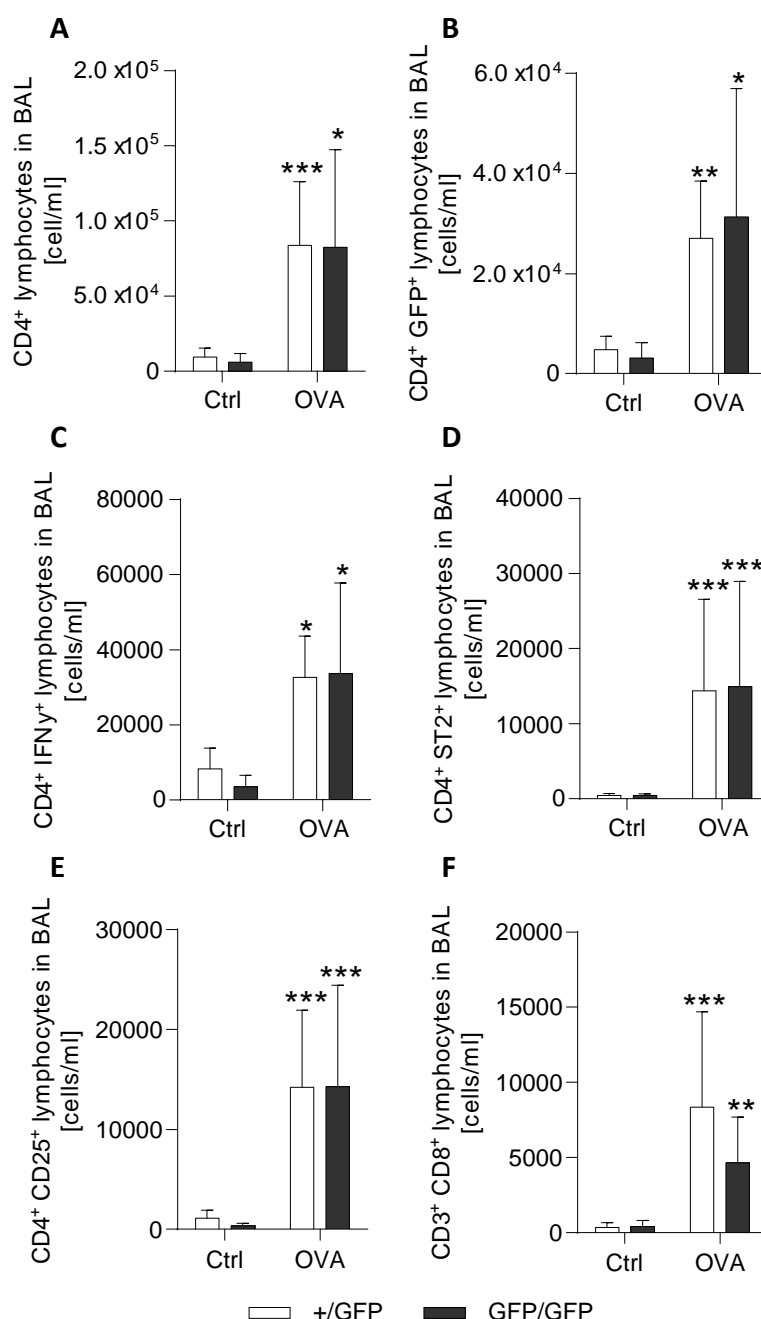 A
CD4⁺ lymphocytes in BAL
[cell/ml]
2.0 x10⁵
1.5 x10⁵
1.0 x10⁵
5.0 x10⁴
0
***
*
Ctrl
OVA
B
CD4⁺ GFP⁺ lymphocytes in BAL
[cells/ml]
6.0 x10⁴
4.0 x10⁴
2.0 x10⁴
0
**
*
Ctrl
OVA
C
CD4⁺ IFNy⁺ lymphocytes in BAL
[cells/ml]
80000
60000
40000
20000
0
*
*
Ctrl
OVA
D
CD4⁺ ST2⁺ lymphocytes in BAL
[cells/ml]
40000
30000
20000
10000
0
***
***
Ctrl
OVA
E
CD4⁺ CD25⁺ lymphocytes in BAL
[cells/ml]
30000
20000
10000
0
***
***
Ctrl
OVA
F
CD3⁺ CD8⁺ lymphocytes in BAL
[cells/ml]
20000
15000
10000
5000
0
***
**
Ctrl
OVA
+/GFP
GFP/GFP